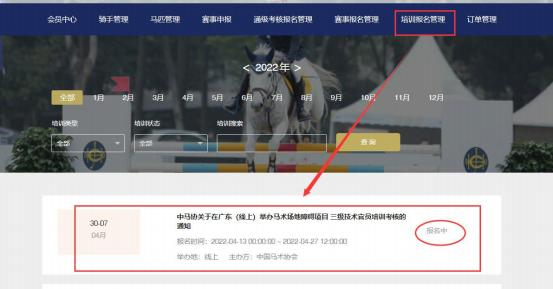 会员中心 骑手管理 马匹管理 赛事申报 通级考核报名管理 赛事报名管理 培训报名管理 订单管理
< 2022年 >
全部 1月 2月 3月 4月 5月 6月 7月 8月 9月 10月 11月 12月
培训类型 培训状态 培训搜索
全部 全部 查询
30-07
04月
中马协关于在广东（线上）举办马术场地障碍项目 三级技术官员培训考核的
通知
报名时间：2022-04-13 00:00:00 ~ 2022-04-27 12:00:00
举办地：线上 主办方：中国马术协会
报名中